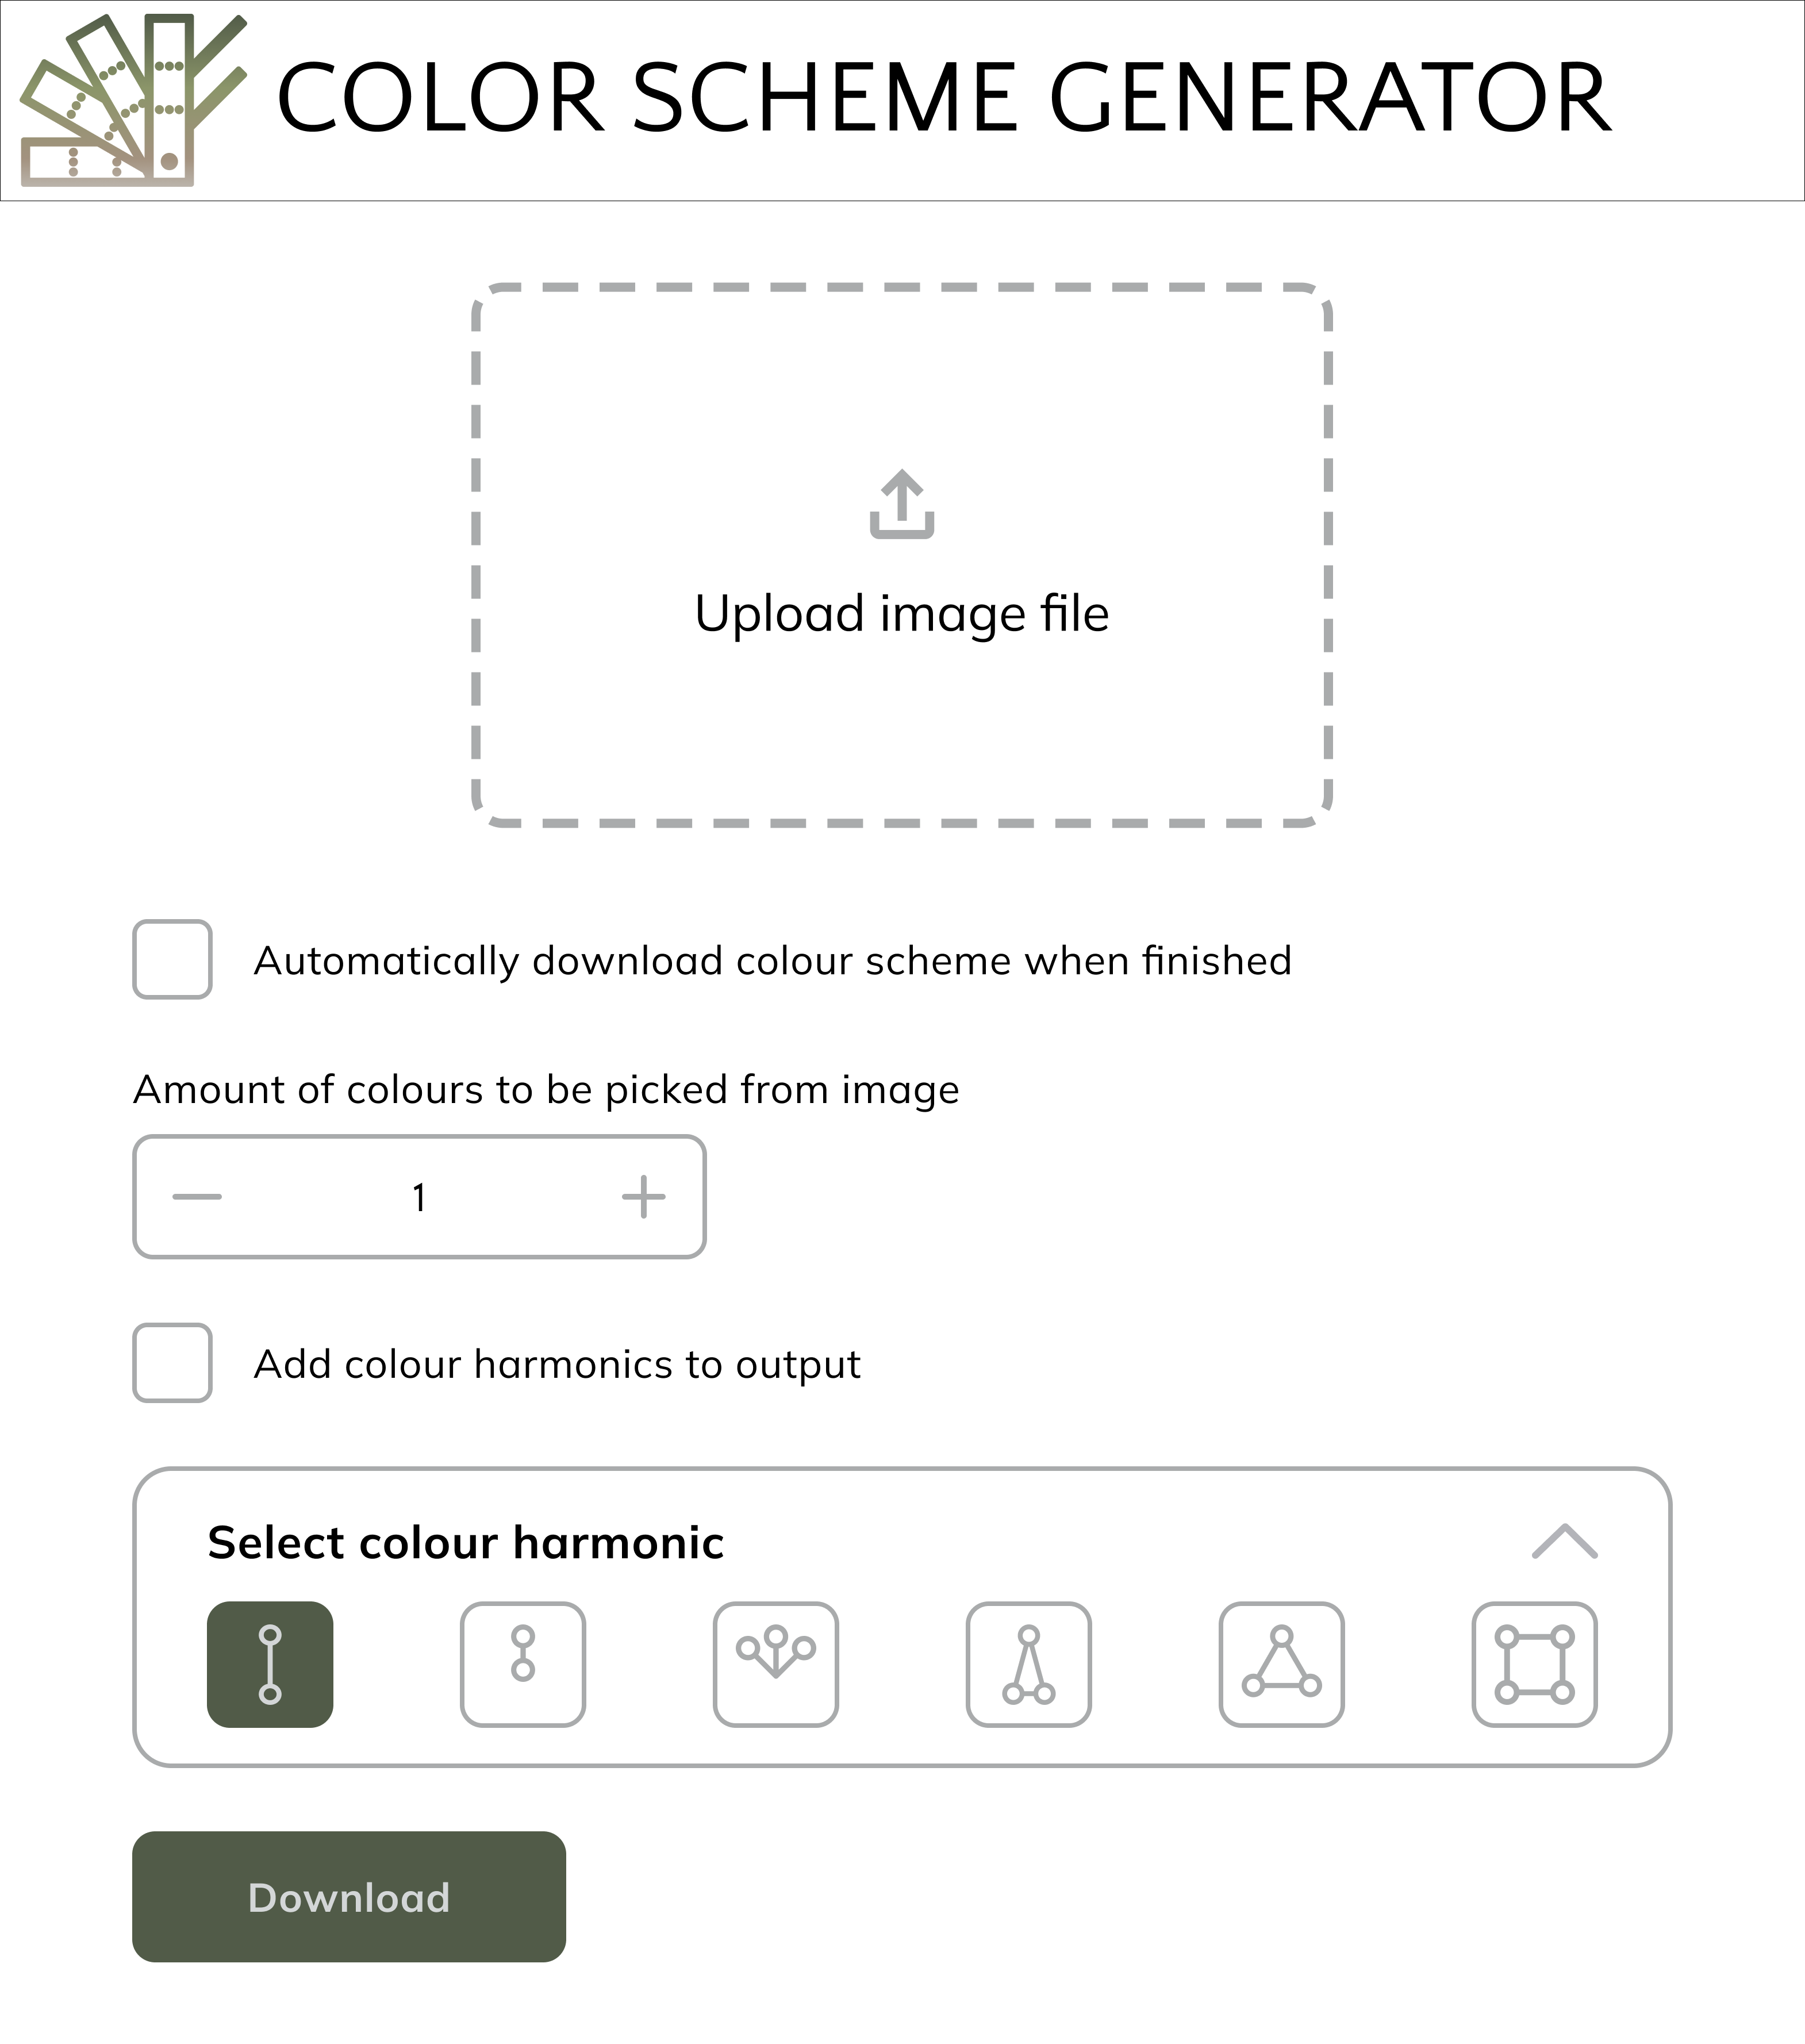 COLOR SCHEME GENERATOR
Upload image file
Automatically download colour scheme when finished
Amount of colours to be picked from image
1
Add colour harmonics to output
Select colour harmonic
Download